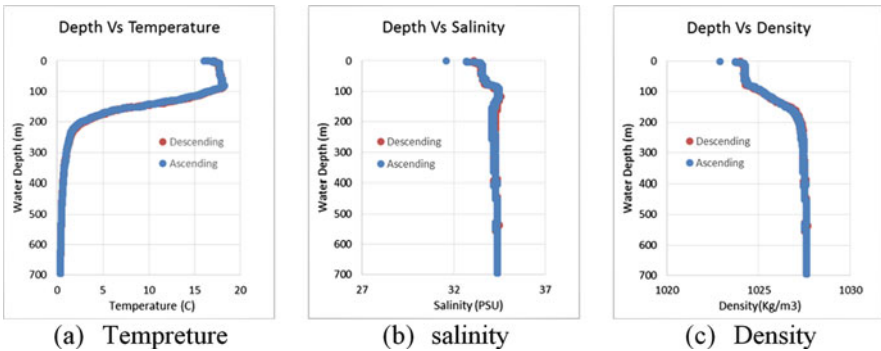 Depth Vs Temperature
0
100
200
300
400
500
600
700
Water Depth (m)
Descending
Ascending
0 5 10 15 20
Temperature (C)
(a) Tempreture
Depth Vs Salinity
0
100
200
300
400
500
600
700
Water Depth (m)
Descending
Ascending
27 32 37
Salinity (PSU)
(b) salinity
Depth Vs Density
0
100
200
300
400
500
600
700
Water Depth (m)
Descending
Ascending
1020 1025 1030
Density(Kg/m3)
(c) Density